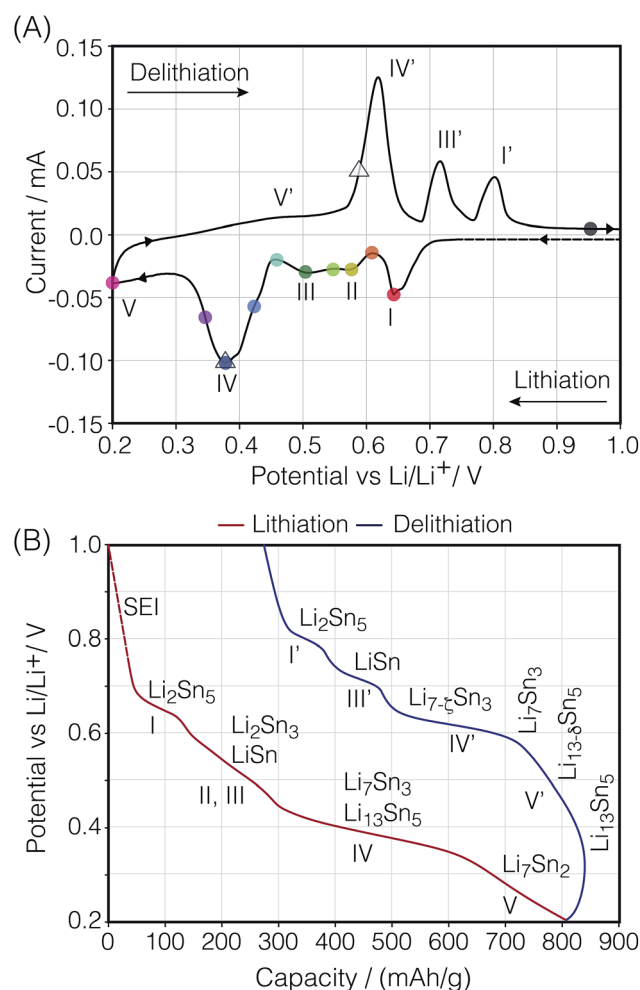 (A)
0.15
0.10
0.05
0.0
-0.05
-0.10
-0.15
Current / mA
Delithiation
IV'
III'
I'
V'
V
IV
III
II
I
Lithiation
0.2 0.3 0.4 0.5 0.6 0.7 0.8 0.9 1.0
Potential vs Li/Li⁺/ V
(B)
Lithiation Delithiation
1.0
0.8
0.6
0.4
0.2
Potential vs Li/Li+/ V
SEI
Li₂Sn₅
I'
LiSn
III'
Li₂Sn₅
I
Li₇₋ζSn₃
IV'
Li₇Sn₃
Li₁₃₋δSn₅
Li₁₃Sn₅
V'
Li₂Sn₃
LiSn
II, III
Li₇Sn₃
Li₁₃Sn₅
IV
Li₇Sn₂
V
0 100 200 300 400 500 600 700 800 900
Capacity / (mAh/g)